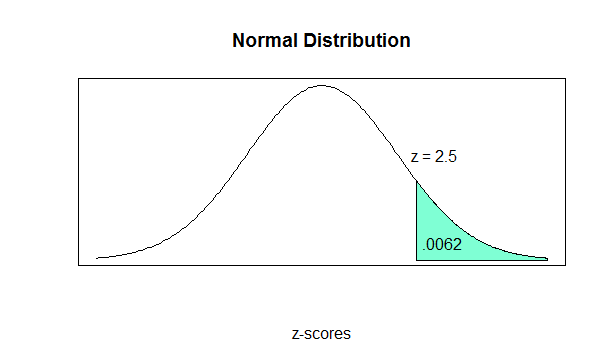 Normal Distribution
z = 2.5
.0062
z-scores